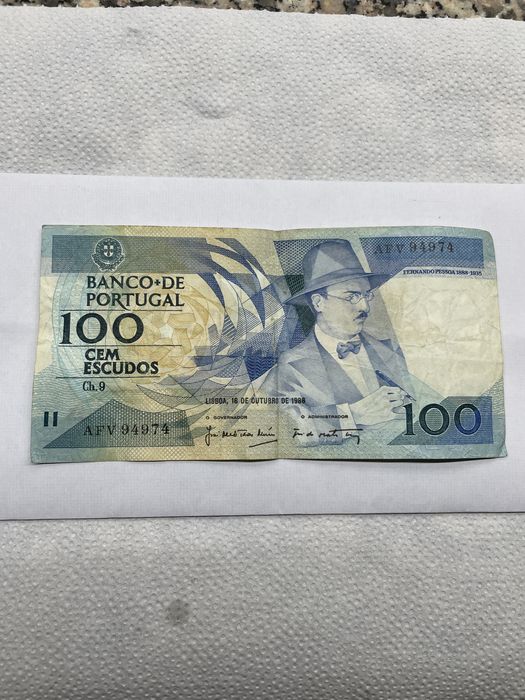 BANCO DE
PORTUGAL
100
CEM
ESCUDOS
Ch. 9
AFV 94974
AFV 94974
FERNANDO PESSOA 1888-1935
LISBOA, 16 DE OUTUBRO DE 1986
O GOVERNADOR
O ADMINISTRADOR
100